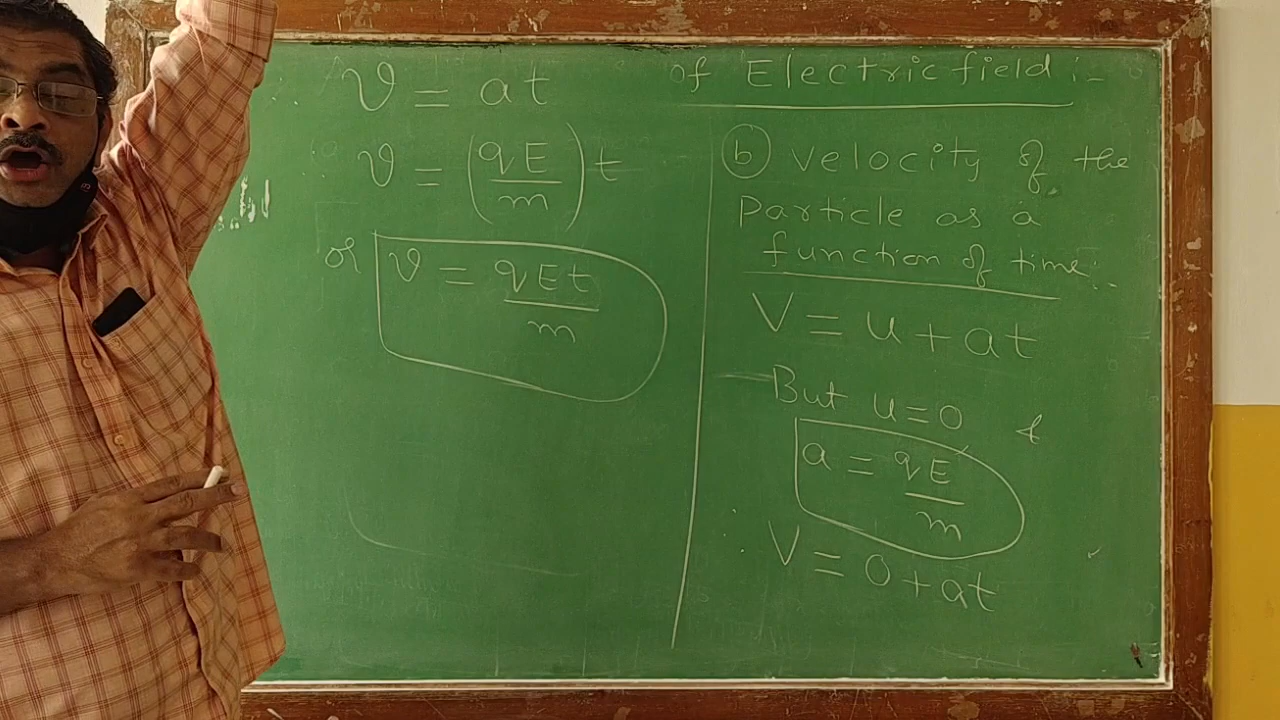 of Electric field :-
(b) Velocity of the
Particle as a
function of time:
V = u + at
But u = 0 &
a = qE/m
V = 0 + at
v = at
v = (qE/m) t
or v = qEt/m